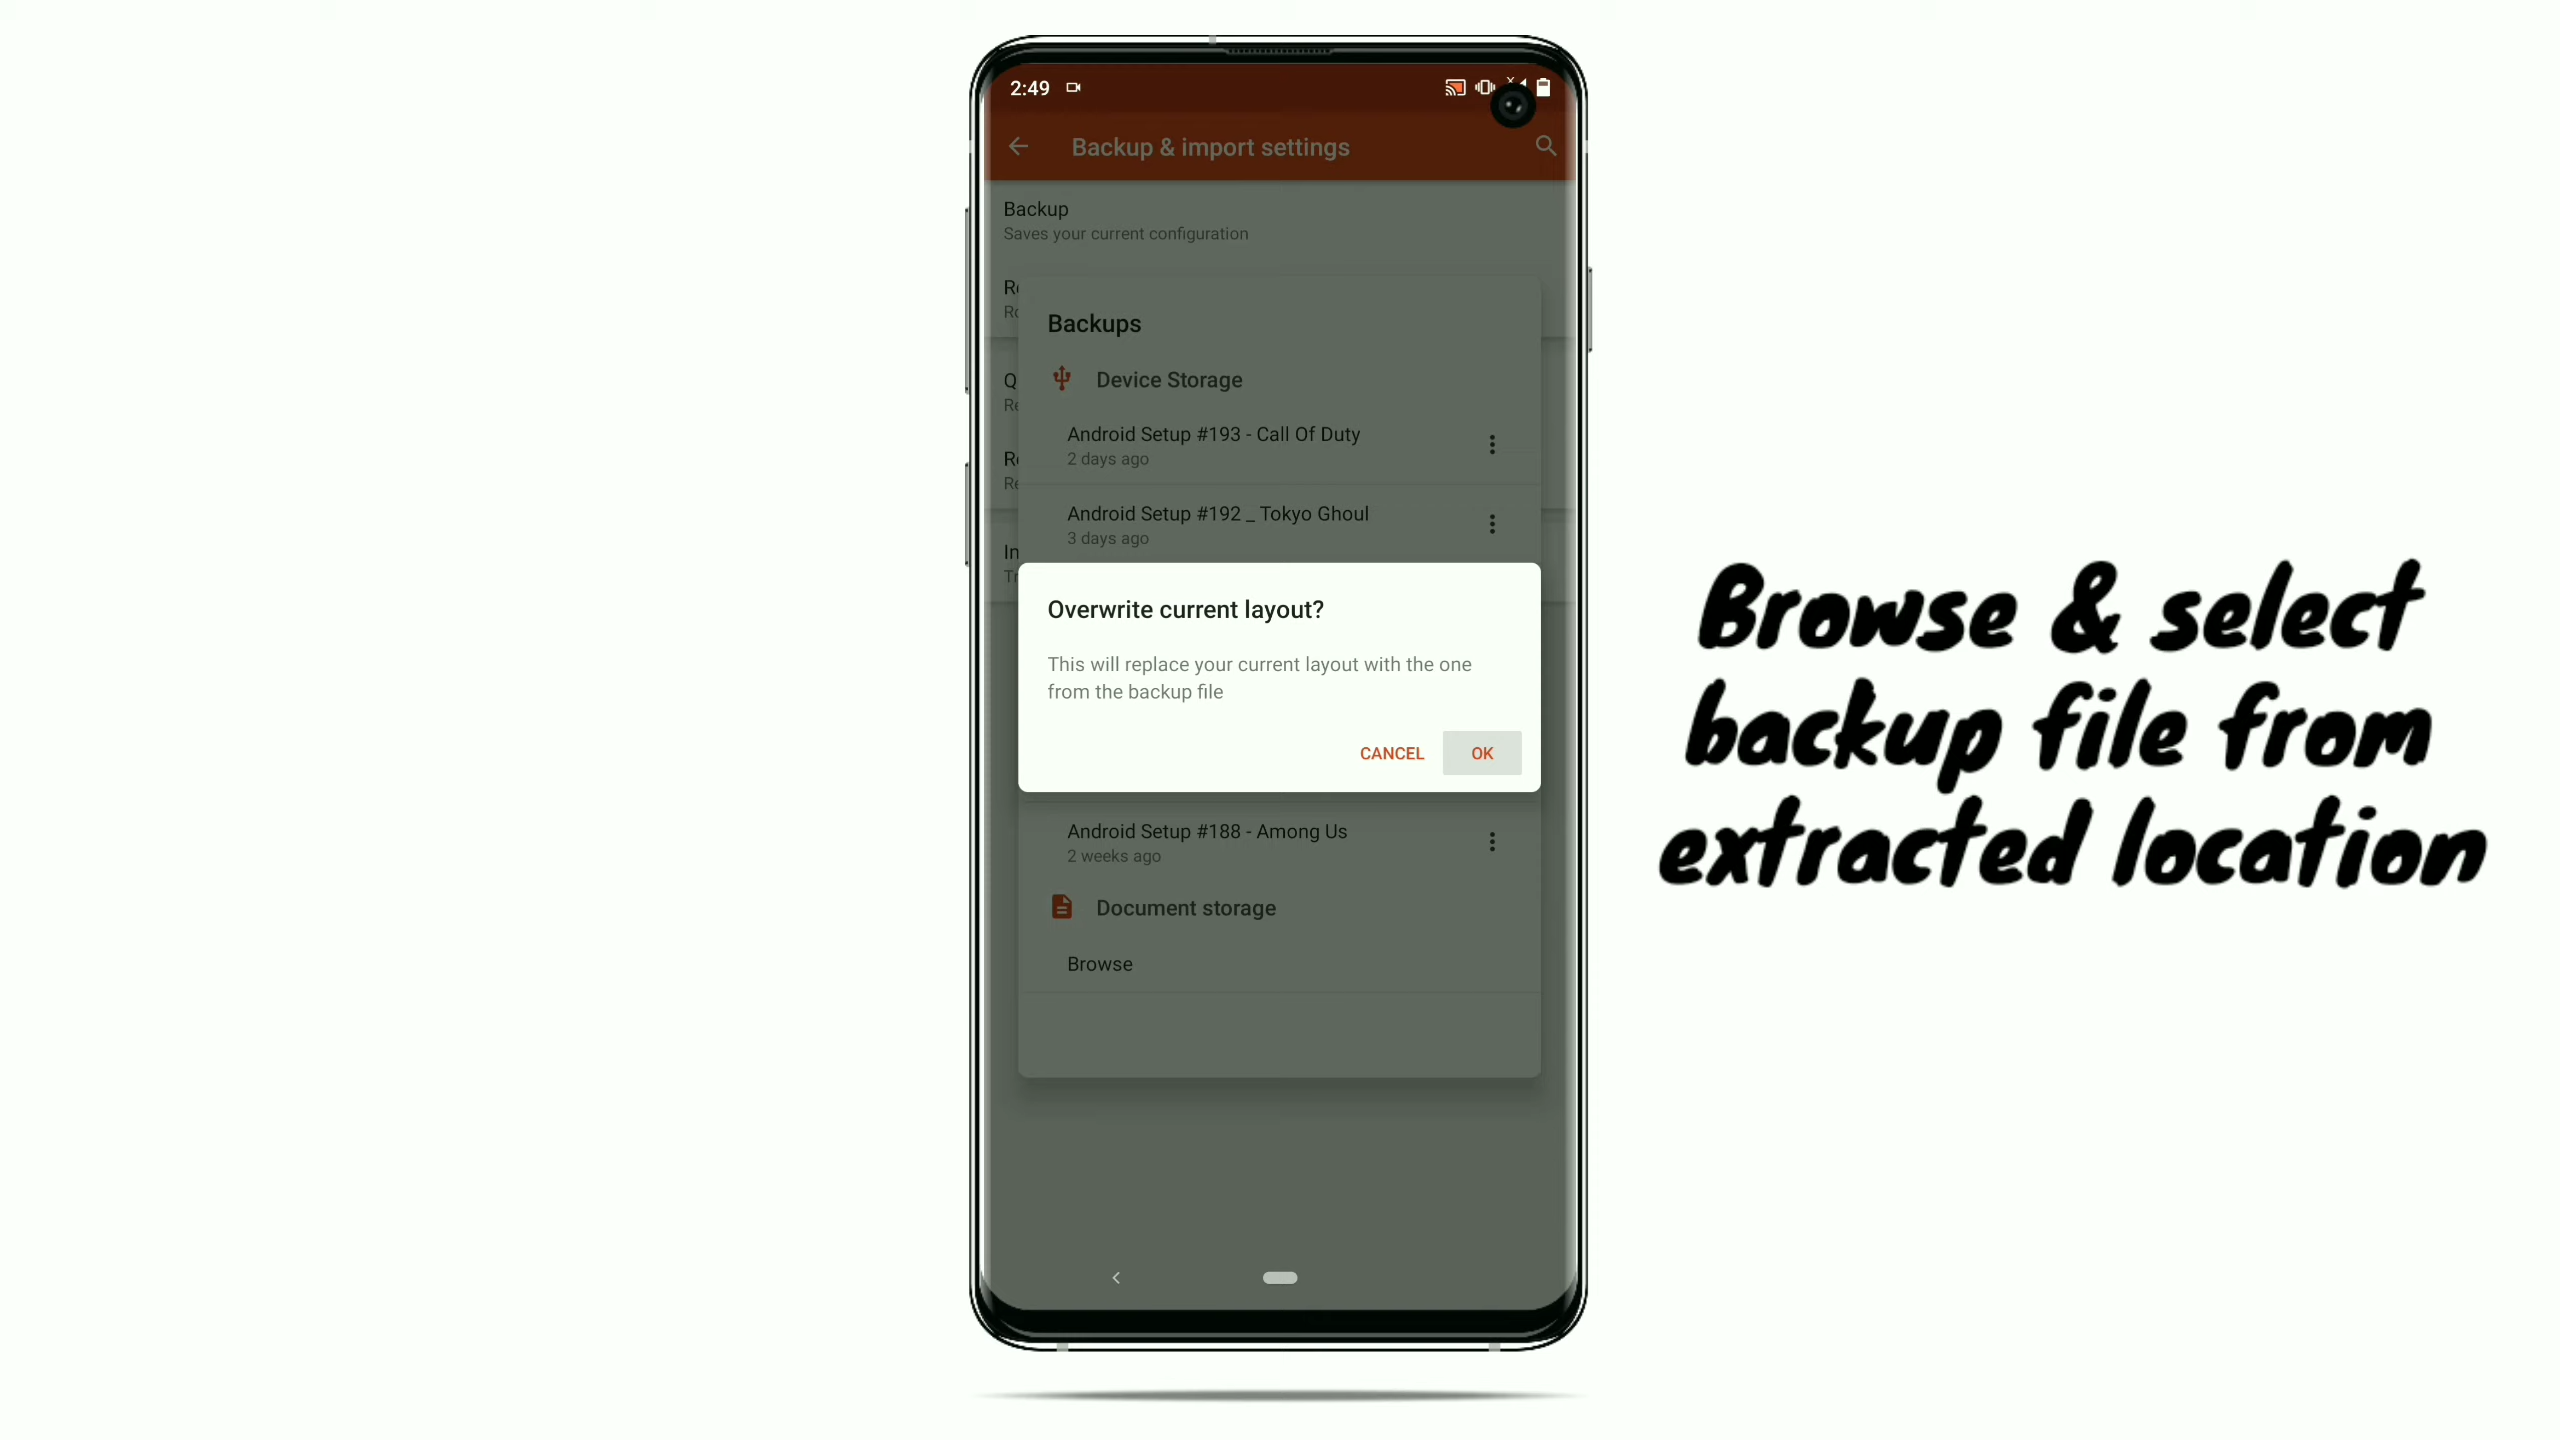 2:49
Backup & import settings
Backup
Saves your current configuration
Backups
Device Storage
Android Setup #193 - Call Of Duty
2 days ago
Android Setup #192 _ Tokyo Ghoul
3 days ago
Overwrite current layout?
This will replace your current layout with the one
from the backup file
CANCEL OK
Android Setup #188 - Among Us
2 weeks ago
Document storage
Browse
Browse & select
backup file from
extracted location